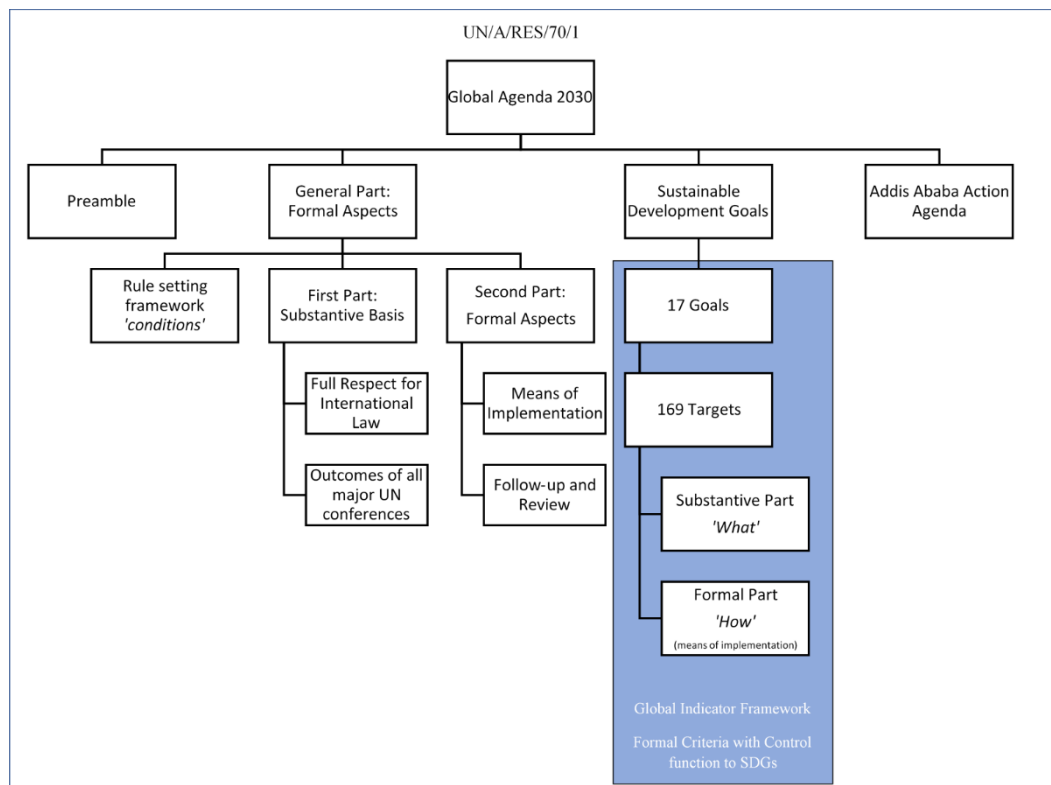 UN/A/RES/70/1
Global Agenda 2030
Preamble
General Part:
Formal Aspects
Sustainable
Development Goals
Addis Ababa Action
Agenda
Rule setting
framework
'conditions'
First Part:
Substantive Basis
Second Part:
Formal Aspects
17 Goals
Full Respect for
International
Law
Means of
Implementation
169 Targets
Outcomes of all
major UN
conferences
Follow-up and
Review
Substantive Part
'What'
Formal Part
'How'
(means of implementation)
Global Indicator Framework
Formal Criteria with Control
function to SDGs